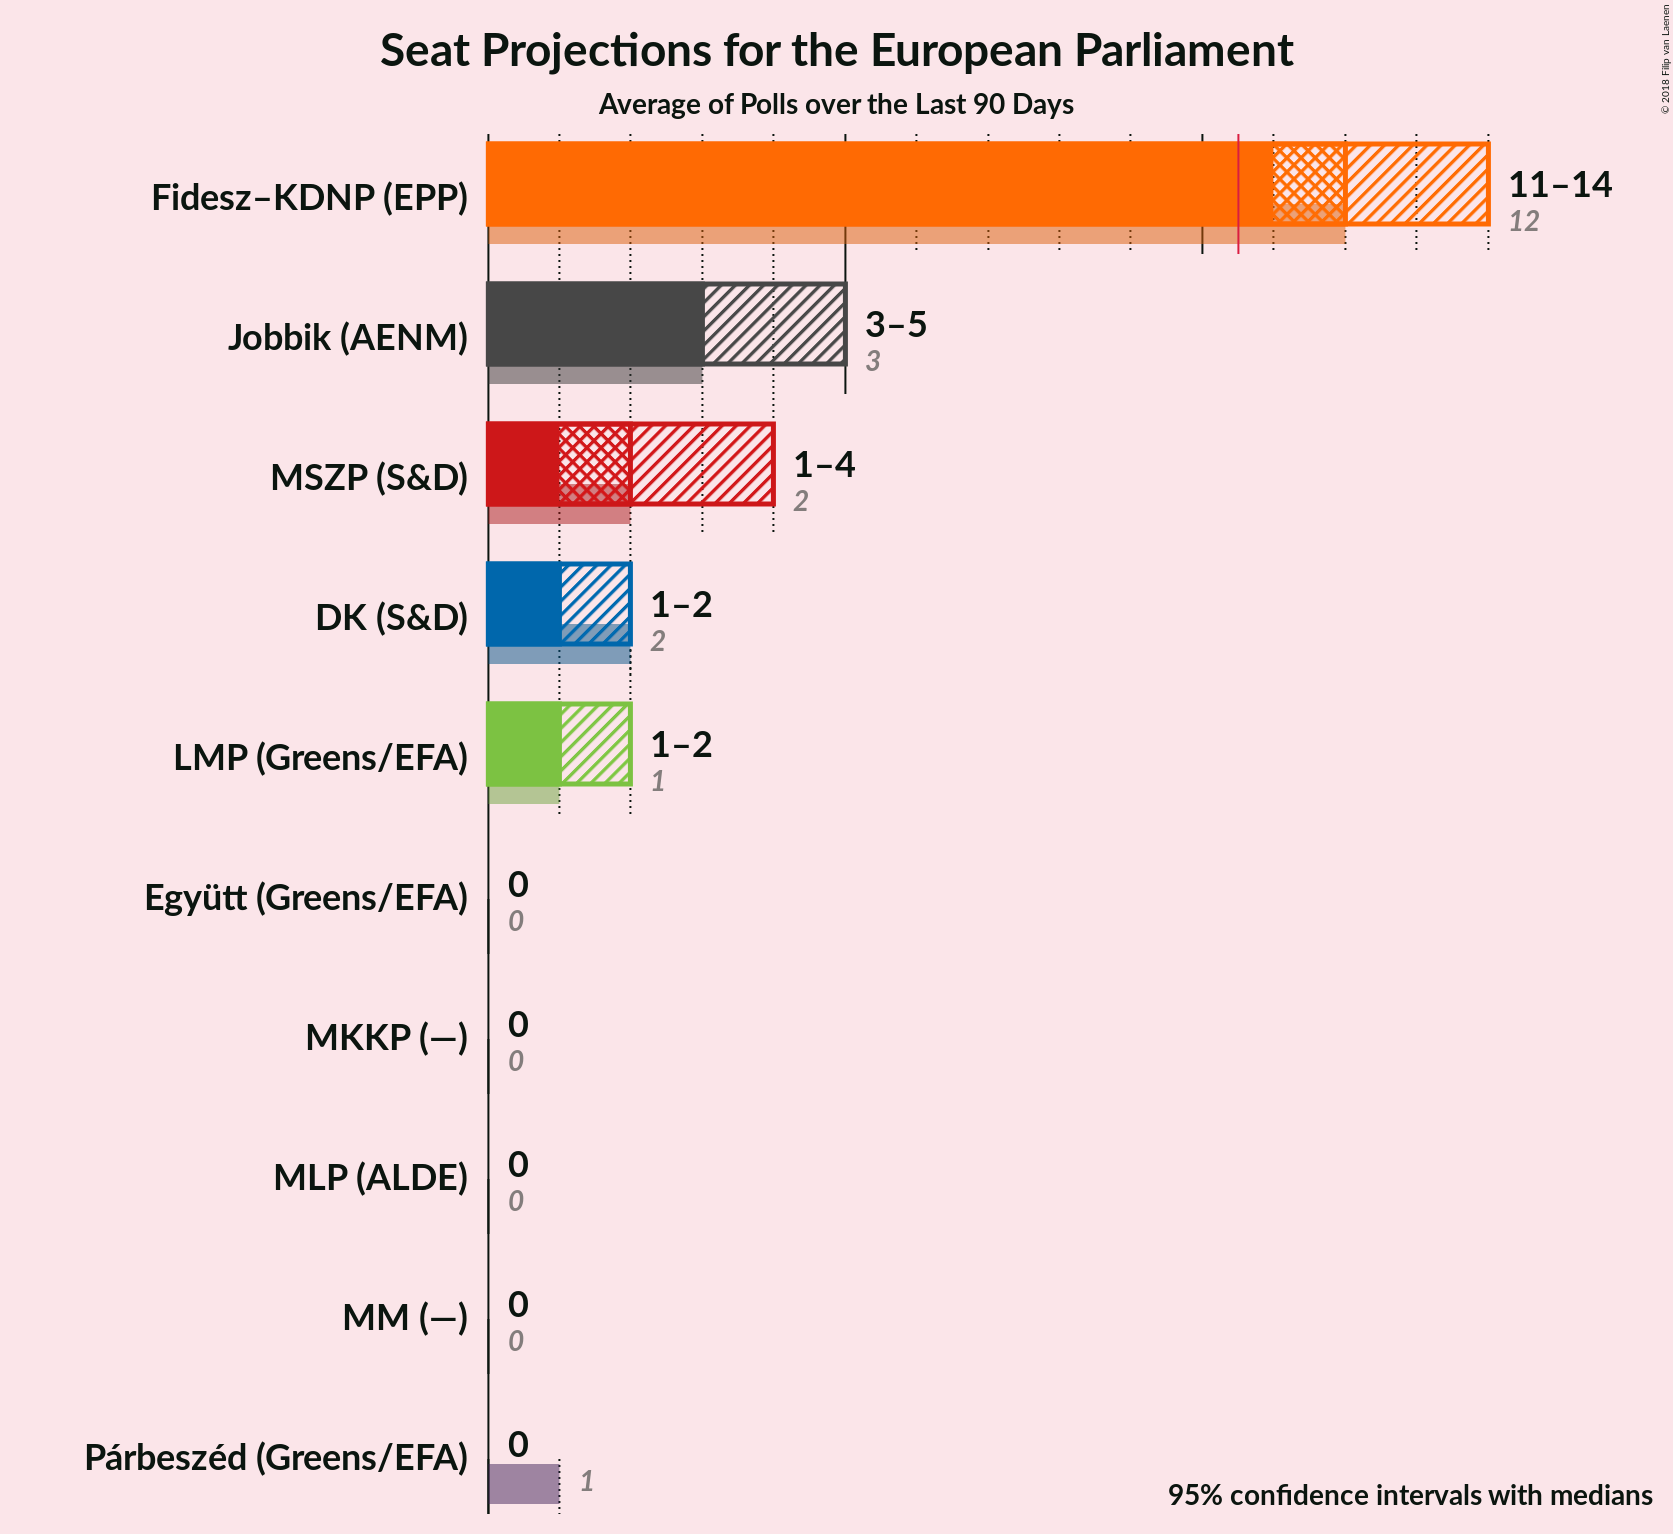 Seat Projections for the European Parliament
Average of Polls over the Last 90 Days
© 2018 Filip van Laenen
Fidesz–KDNP (EPP)
11–14
12
Jobbik (AENM)
3–5
3
MSZP (S&D)
1–4
2
DK (S&D)
1–2
2
LMP (Greens/EFA)
1–2
1
Együtt (Greens/EFA)
0
0
MKKP (—)
0
0
MLP (ALDE)
0
0
MM (—)
0
0
Párbeszéd (Greens/EFA)
0
1
95% confidence intervals with medians